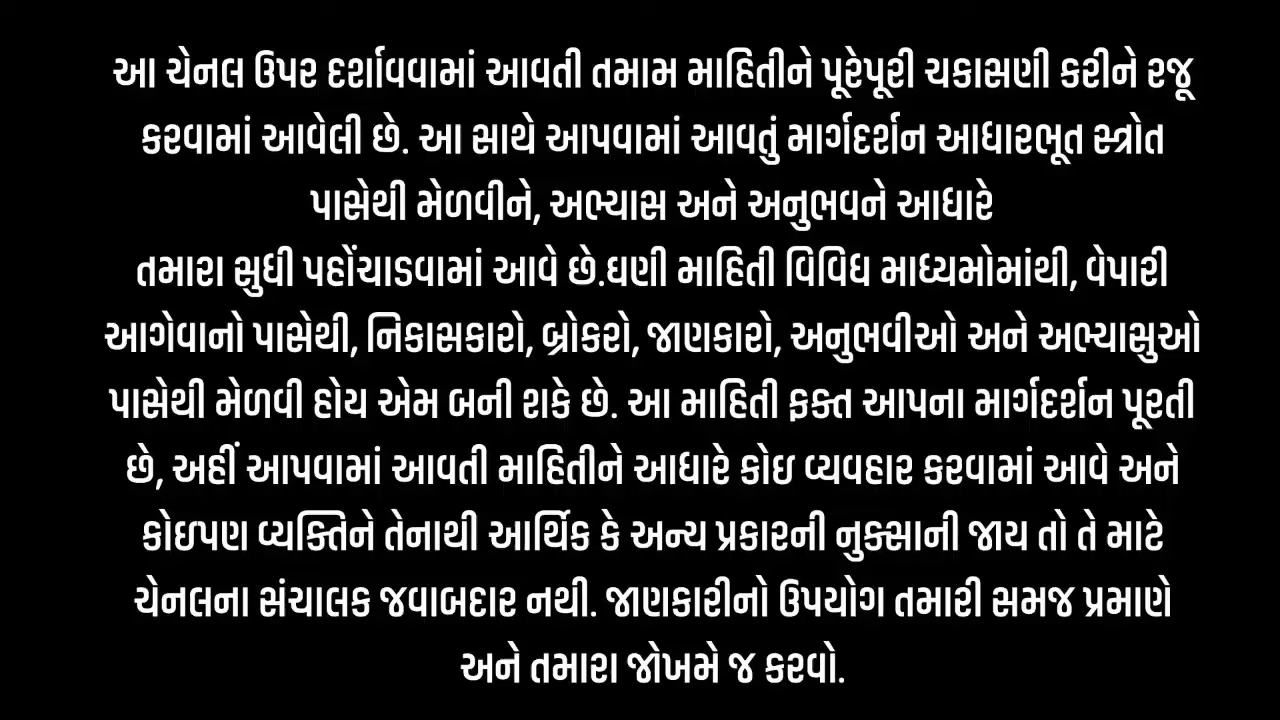 આ ચેનલ ઉપર દર્શાવવામાં આવતી તમામ માહિતીને પૂરેપૂરી ચકાસણી કરીને રજૂ
કરવામાં આવેલી છે. આ સાથે આપવામાં આવતું માર્ગદર્શન આધારભૂત સ્ત્રોત
પાસેથી મેળવીને, અભ્યાસ અને અનુભવને આધારે
તમારા સુધી પહોંચાડવામાં આવે છે.ઘણી માહિતી વિવિધ માધ્યમોમાંથી, વેપારી
આગેવાનો પાસેથી, નિકાસકારો, બ્રોકરો, જાણકારો, અનુભવીઓ અને અભ્યાસુઓ
પાસેથી મેળવી હોય એમ બની શકે છે. આ માહિતી ફક્ત આપના માર્ગદર્શન પૂરતી
છે, અહીં આપવામાં આવતી માહિતીને આધારે કોઇ વ્યવહાર કરવામાં આવે અને
કોઇપણ વ્યક્તિને તેનાથી આર્થિક કે અન્ય પ્રકારની નુક્સાની જાય તો તે માટે
ચેનલના સંચાલક જવાબદાર નથી. જાણકારીનો ઉપયોગ તમારી સમજ પ્રમાણે
અને તમારા જોખમે જ કરવો.